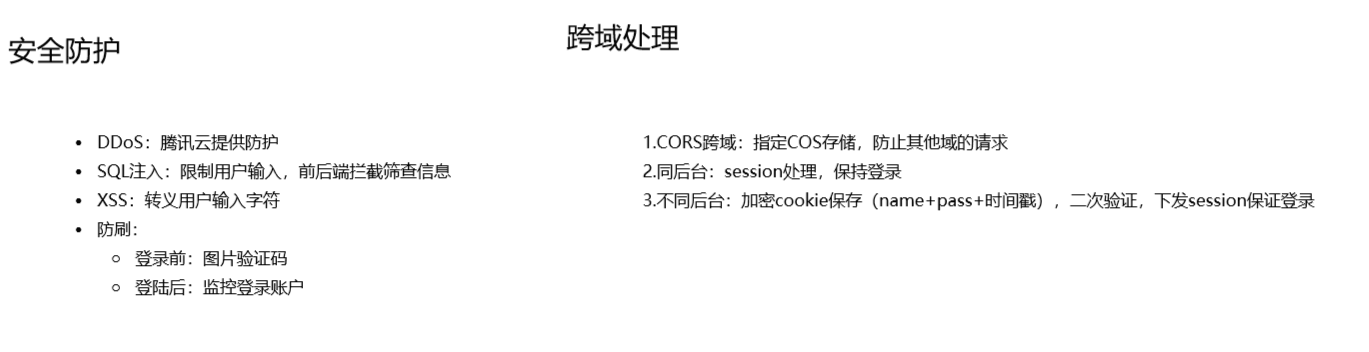 安全防护
• DDoS：腾讯云提供防护
• SQL注入：限制用户输入，前后端拦截筛查信息
• XSS：转义用户输入字符
• 防刷：
○ 登录前：图片验证码
○ 登陆后：监控登录账户
跨域处理
1.CORS跨域：指定COS存储，防止其他域的请求
2.同后台：session处理，保持登录
3.不同后台：加密cookie保存（name+pass+时间戳），二次验证，下发session保证登录